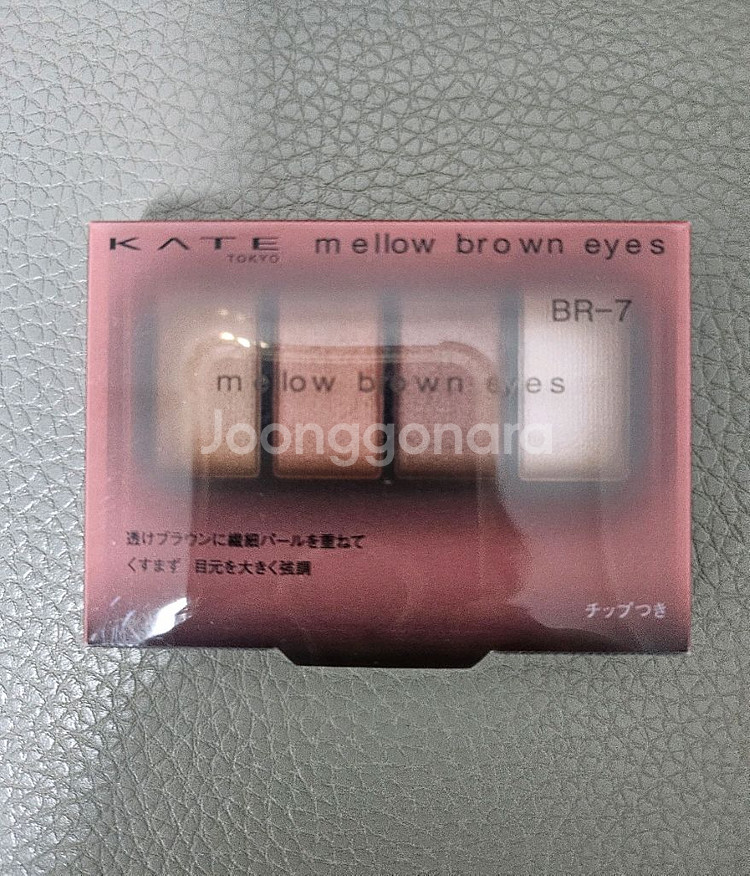 KATE mellow brown eyes
TOKYO
BR-7
mellow brown eyes
Joonggonara
透けブラウンに繊細パールを重ねて
くすまず 目元を大きく強調
チップつき